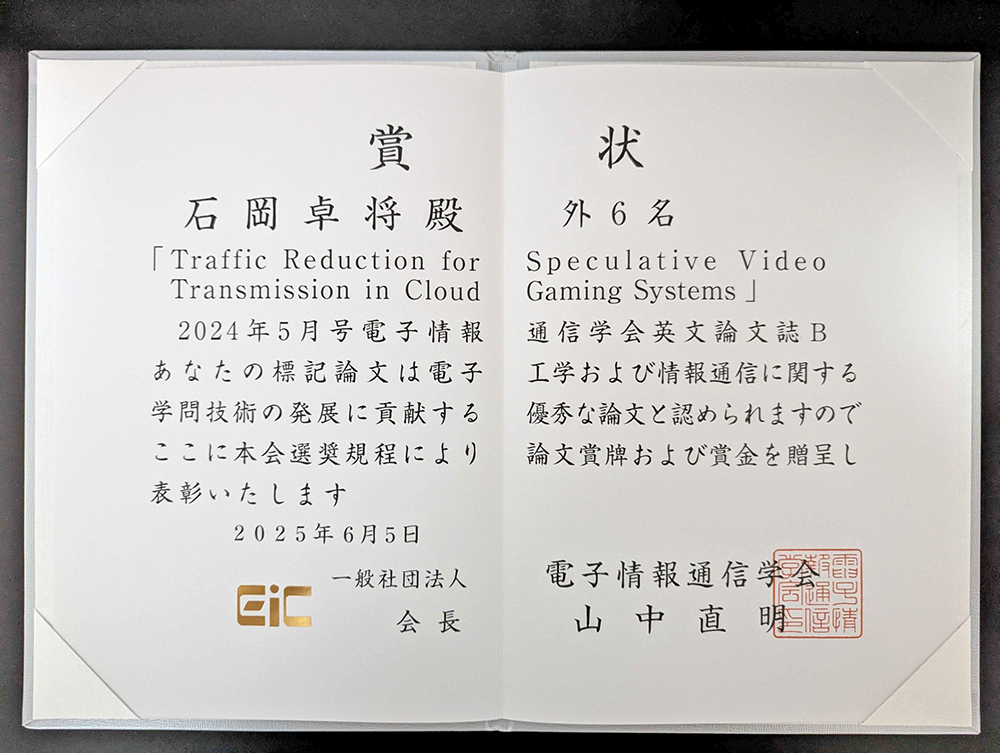 賞状
石岡卓将殿 外6名
「Traffic Reduction for Speculative Video
Transmission in Cloud Gaming Systems」
2024年5月号電子情報通信学会英文論文誌B
あなたの標記論文は電子工学および情報通信に関する
学問技術の発展に貢献する優秀な論文と認められますので
ここに本会選奨規程により論文賞牌および賞金を贈呈し
表彰いたします
2025年6月5日
EiC 一般社団法人 電子情報通信学会
会長 山中直明